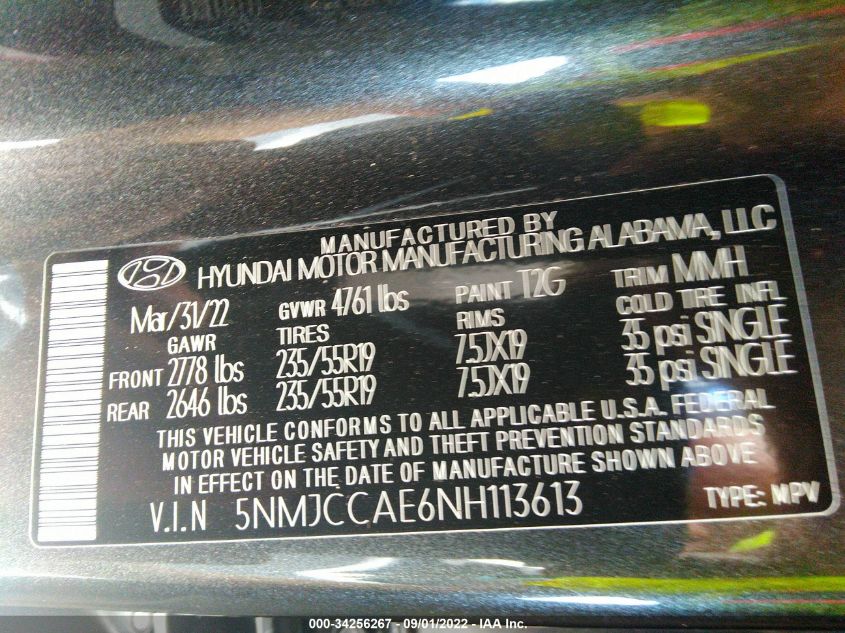 MANUFACTURED BY
HYUNDAI MOTOR MANUFACTURING ALABAMA, LLC
Mar/31/22 GVWR 4761 lbs PAINT T2G TRIM MMH
GAWR TIRES RIMS COLD TIRE INFL
FRONT 2778 lbs 235/55R19 7.5JX19 35 psi SINGLE
REAR 2646 lbs 235/55R19 7.5JX19 35 psi SINGLE
THIS VEHICLE CONFORMS TO ALL APPLICABLE U.S.A. FEDERAL
MOTOR VEHICLE SAFETY AND THEFT PREVENTION STANDARDS
IN EFFECT ON THE DATE OF MANUFACTURE SHOWN ABOVE
V.I.N 5NMJCCAE6NH113613 TYPE: MPV
000-34256267 - 09/01/2022 - IAA Inc.